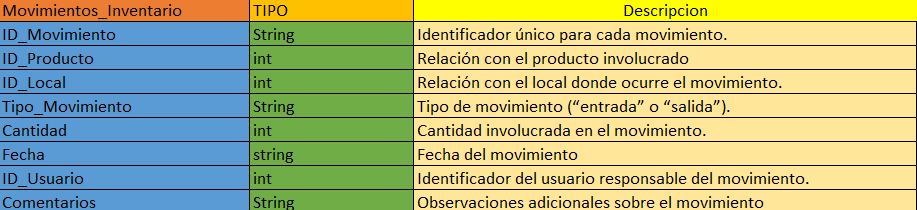 Movimientos_Inventario TIPO Descripcion
ID_Movimiento String Identificador único para cada movimiento.
ID_Producto int Relación con el producto involucrado
ID_Local int Relación con el local donde ocurre el movimiento.
Tipo_Movimiento String Tipo de movimiento (“entrada” o “salida”).
Cantidad int Cantidad involucrada en el movimiento.
Fecha string Fecha del movimiento
ID_Usuario int Identificador del usuario responsable del movimiento.
Comentarios String Observaciones adicionales sobre el movimiento